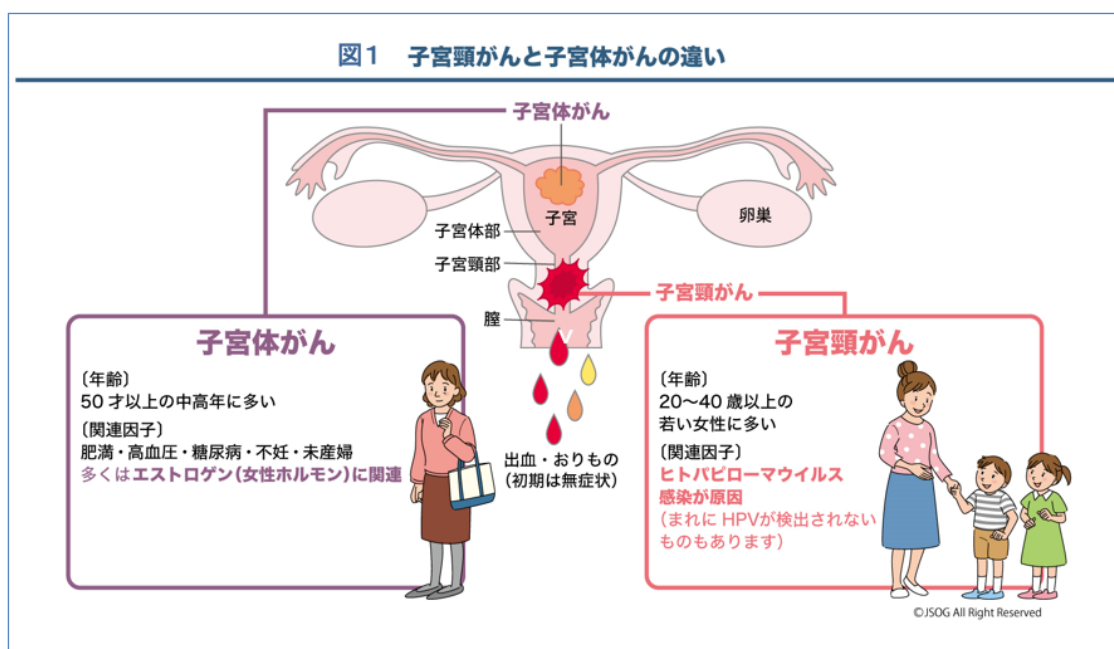 図1 子宮頸がんと子宮体がんの違い
子宮体がん
子宮
卵巣
子宮体部
子宮頸部
子宮頸がん
膣
V
出血・おりもの
(初期は無症状)
子宮体がん
〔年齢〕
50才以上の中高年に多い
〔関連因子〕
肥満・高血圧・糖尿病・不妊・未産婦
多くはエストロゲン(女性ホルモン)に関連
子宮頸がん
〔年齢〕
20〜40歳以上の
若い女性に多い
〔関連因子〕
ヒトパピローマウイルス
感染が原因
(まれにHPVが検出されない
ものもあります)
©JSOG All Right Reserved